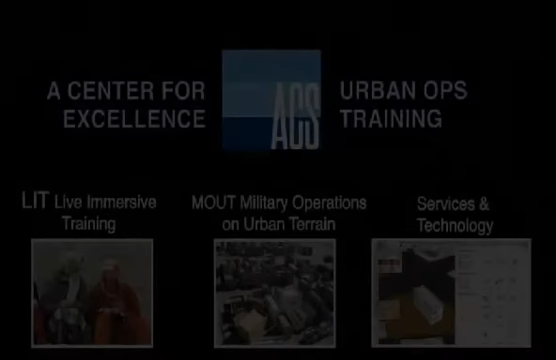 A CENTER FOR
EXCELLENCE
ACS
URBAN OPS
TRAINING
LIT Live Immersive
Training
MOUT Military Operations
on Urban Terrain
Services &
Technology